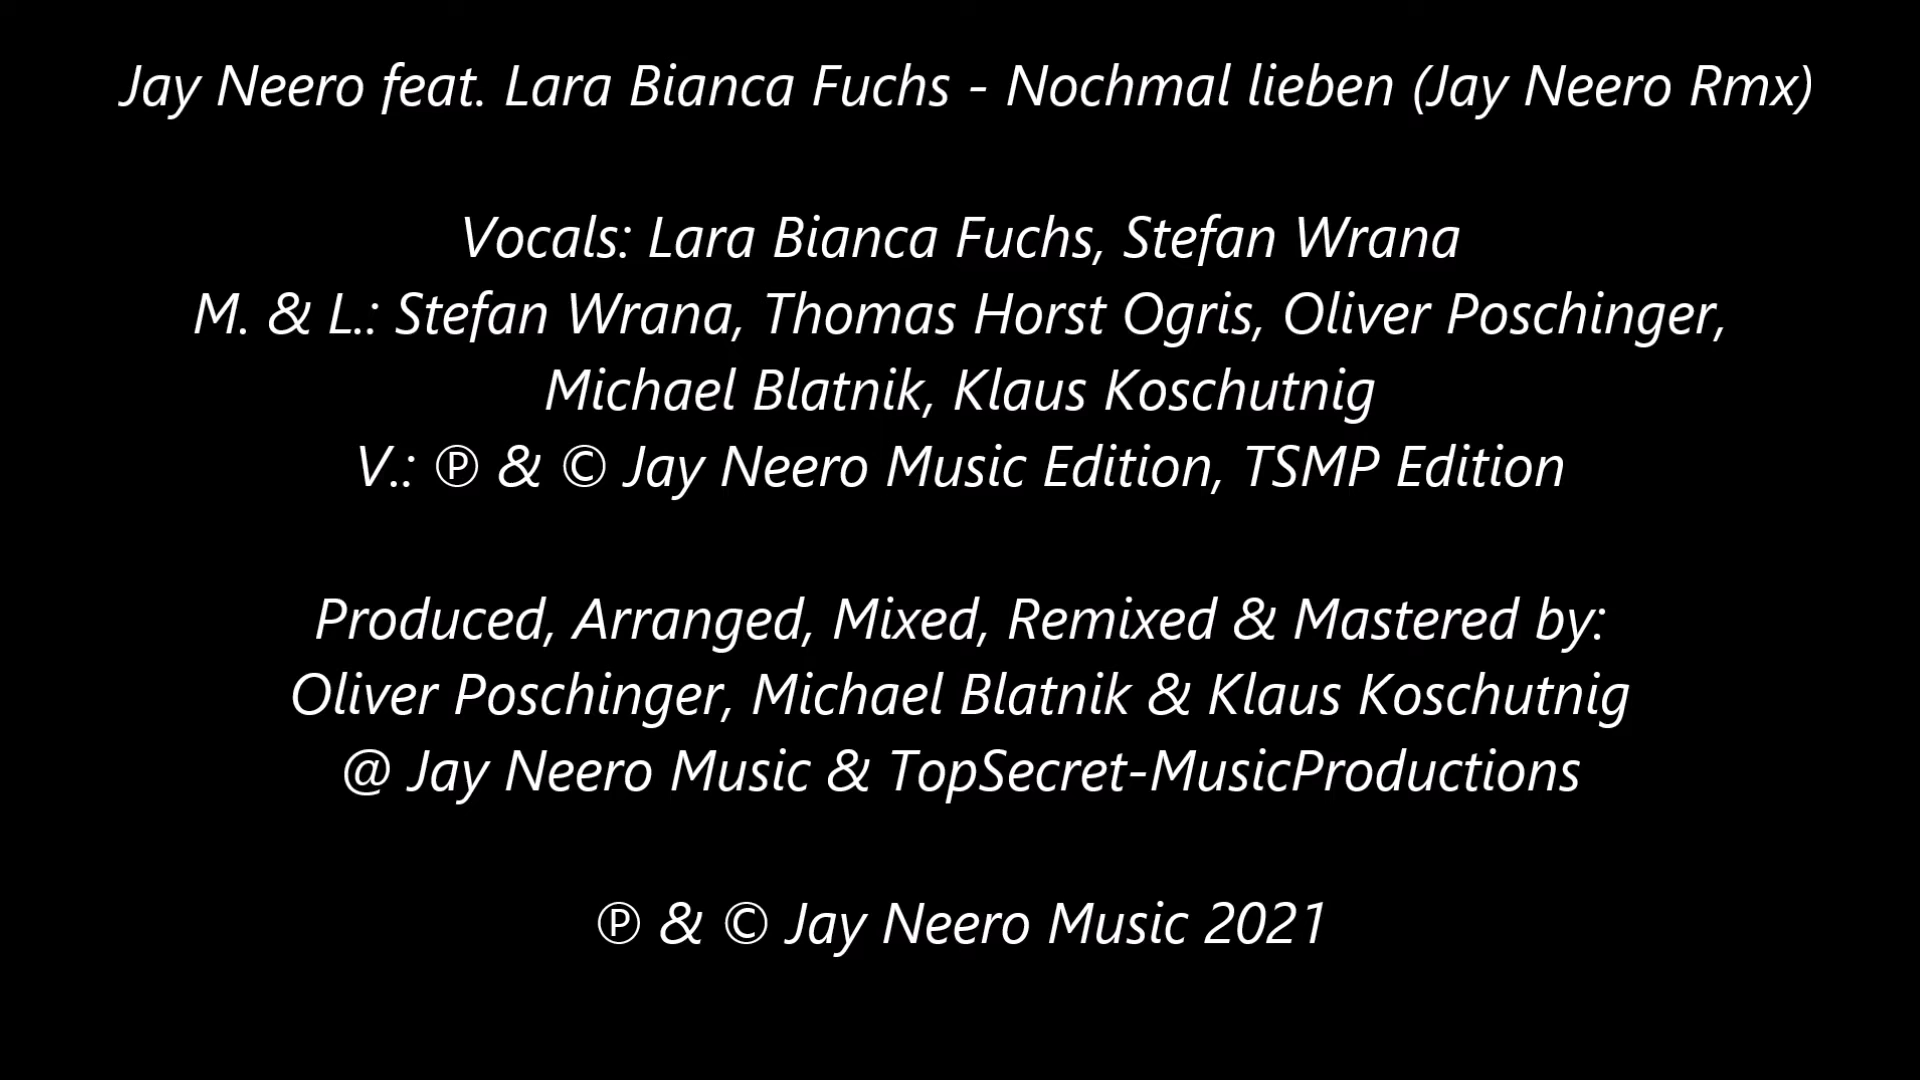 Jay Neero feat. Lara Bianca Fuchs - Nochmal lieben (Jay Neero Rmx)
Vocals: Lara Bianca Fuchs, Stefan Wrana
M. & L.: Stefan Wrana, Thomas Horst Ogris, Oliver Poschinger,
Michael Blatnik, Klaus Koschutnig
V.: ℗ & © Jay Neero Music Edition, TSMP Edition
Produced, Arranged, Mixed, Remixed & Mastered by:
Oliver Poschinger, Michael Blatnik & Klaus Koschutnig
@ Jay Neero Music & TopSecret-MusicProductions
℗ & © Jay Neero Music 2021